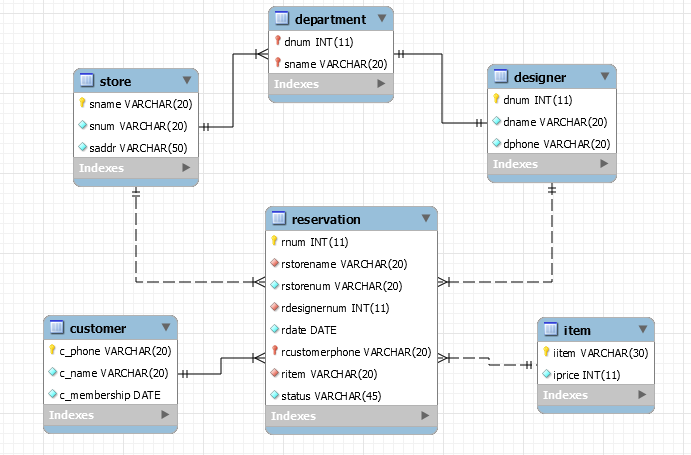 department
dnum INT(11)
sname VARCHAR(20)
Indexes
store
sname VARCHAR(20)
snum VARCHAR(20)
saddr VARCHAR(50)
Indexes
designer
dnum INT(11)
dname VARCHAR(20)
dphone VARCHAR(20)
Indexes
reservation
rnum INT(11)
rstorename VARCHAR(20)
rstorenum VARCHAR(20)
rdesignernum INT(11)
rdate DATE
rcustomerphone VARCHAR(20)
ritem VARCHAR(20)
status VARCHAR(45)
Indexes
customer
c_phone VARCHAR(20)
c_name VARCHAR(20)
c_membership DATE
Indexes
item
iitem VARCHAR(30)
iprice INT(11)
Indexes